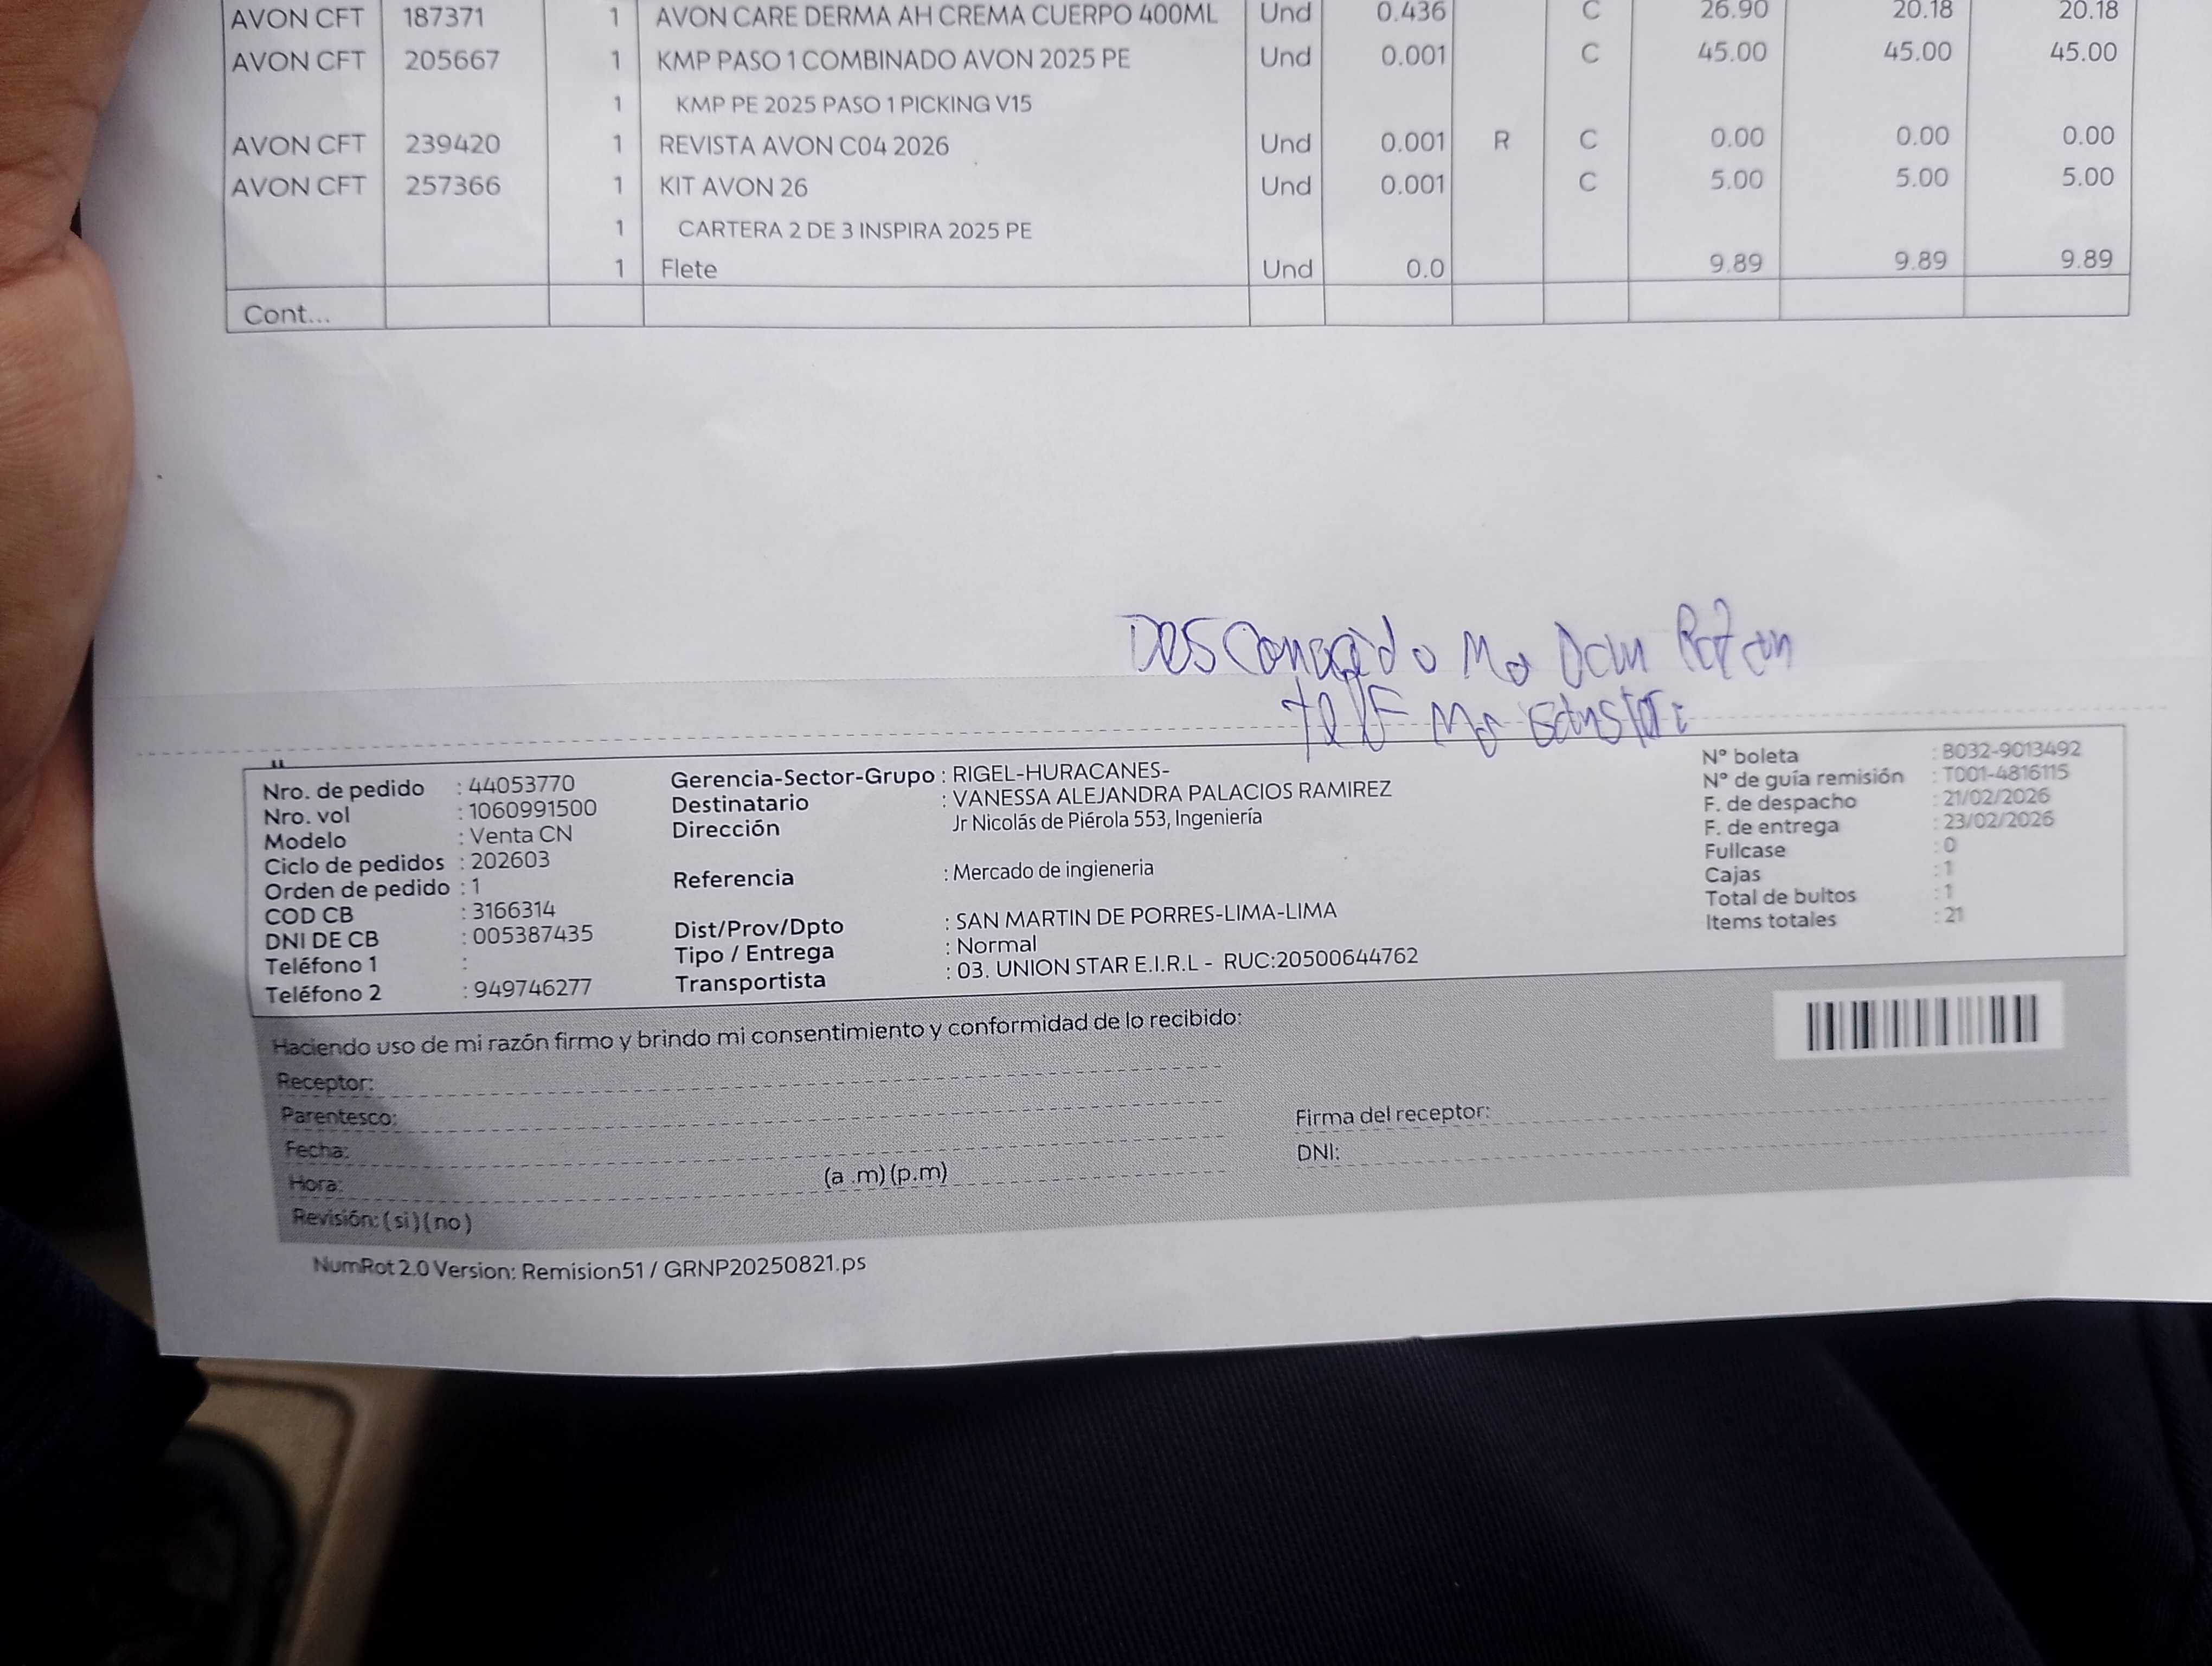 AVON CFT 187371 1 AVON CARE DERMA AH CREMA CUERPO 400ML Und 0.436 C 26.90 20.18 20.18
AVON CFT 205667 1 KMP PASO 1 COMBINADO AVON 2025 PE Und 0.001 C 45.00 45.00 45.00
1 KMP PE 2025 PASO 1 PICKING V15
AVON CFT 239420 1 REVISTA AVON C04 2026 Und 0.001 R C 0.00 0.00 0.00
AVON CFT 257366 1 KIT AVON 26 Und 0.001 C 5.00 5.00 5.00
1 CARTERA 2 DE 3 INSPIRA 2025 PE
1 Flete Und 0.0 9.89 9.89 9.89
Cont...
Desconocido No Dan Razon
telf No
Nro. de pedido : 44053770
Nro. vol : 1060991500
Modelo : Venta CN
Ciclo de pedidos : 202603
Orden de pedido : 1
COD CB : 3166314
DNI DE CB : 005387435
Teléfono 1 :
Teléfono 2 : 949746277
Gerencia-Sector-Grupo : RIGEL-HURACANES-
Destinatario : VANESSA ALEJANDRA PALACIOS RAMIREZ
Dirección Jr Nicolás de Piérola 553, Ingeniería
Referencia : Mercado de ingieneria
Dist/Prov/Dpto : SAN MARTIN DE PORRES-LIMA-LIMA
Tipo / Entrega : Normal
Transportista : 03. UNION STAR E.I.R.L - RUC:20500644762
N° boleta : B032-9013492
N° de guía remisión : T001-4816115
F. de despacho : 21/02/2026
F. de entrega : 23/02/2026
Fullcase : 0
Cajas : 1
Total de bultos : 1
Items totales : 21
Haciendo uso de mi razón firmo y brindo mi consentimiento y conformidad de lo recibido:
Receptor:
Parentesco:
Fecha:
Hora: (a .m) (p.m)
Revisión: ( si ) ( no )
Firma del receptor:
DNI:
NumRot 2.0 Version: Remision51 / GRNP20250821.ps